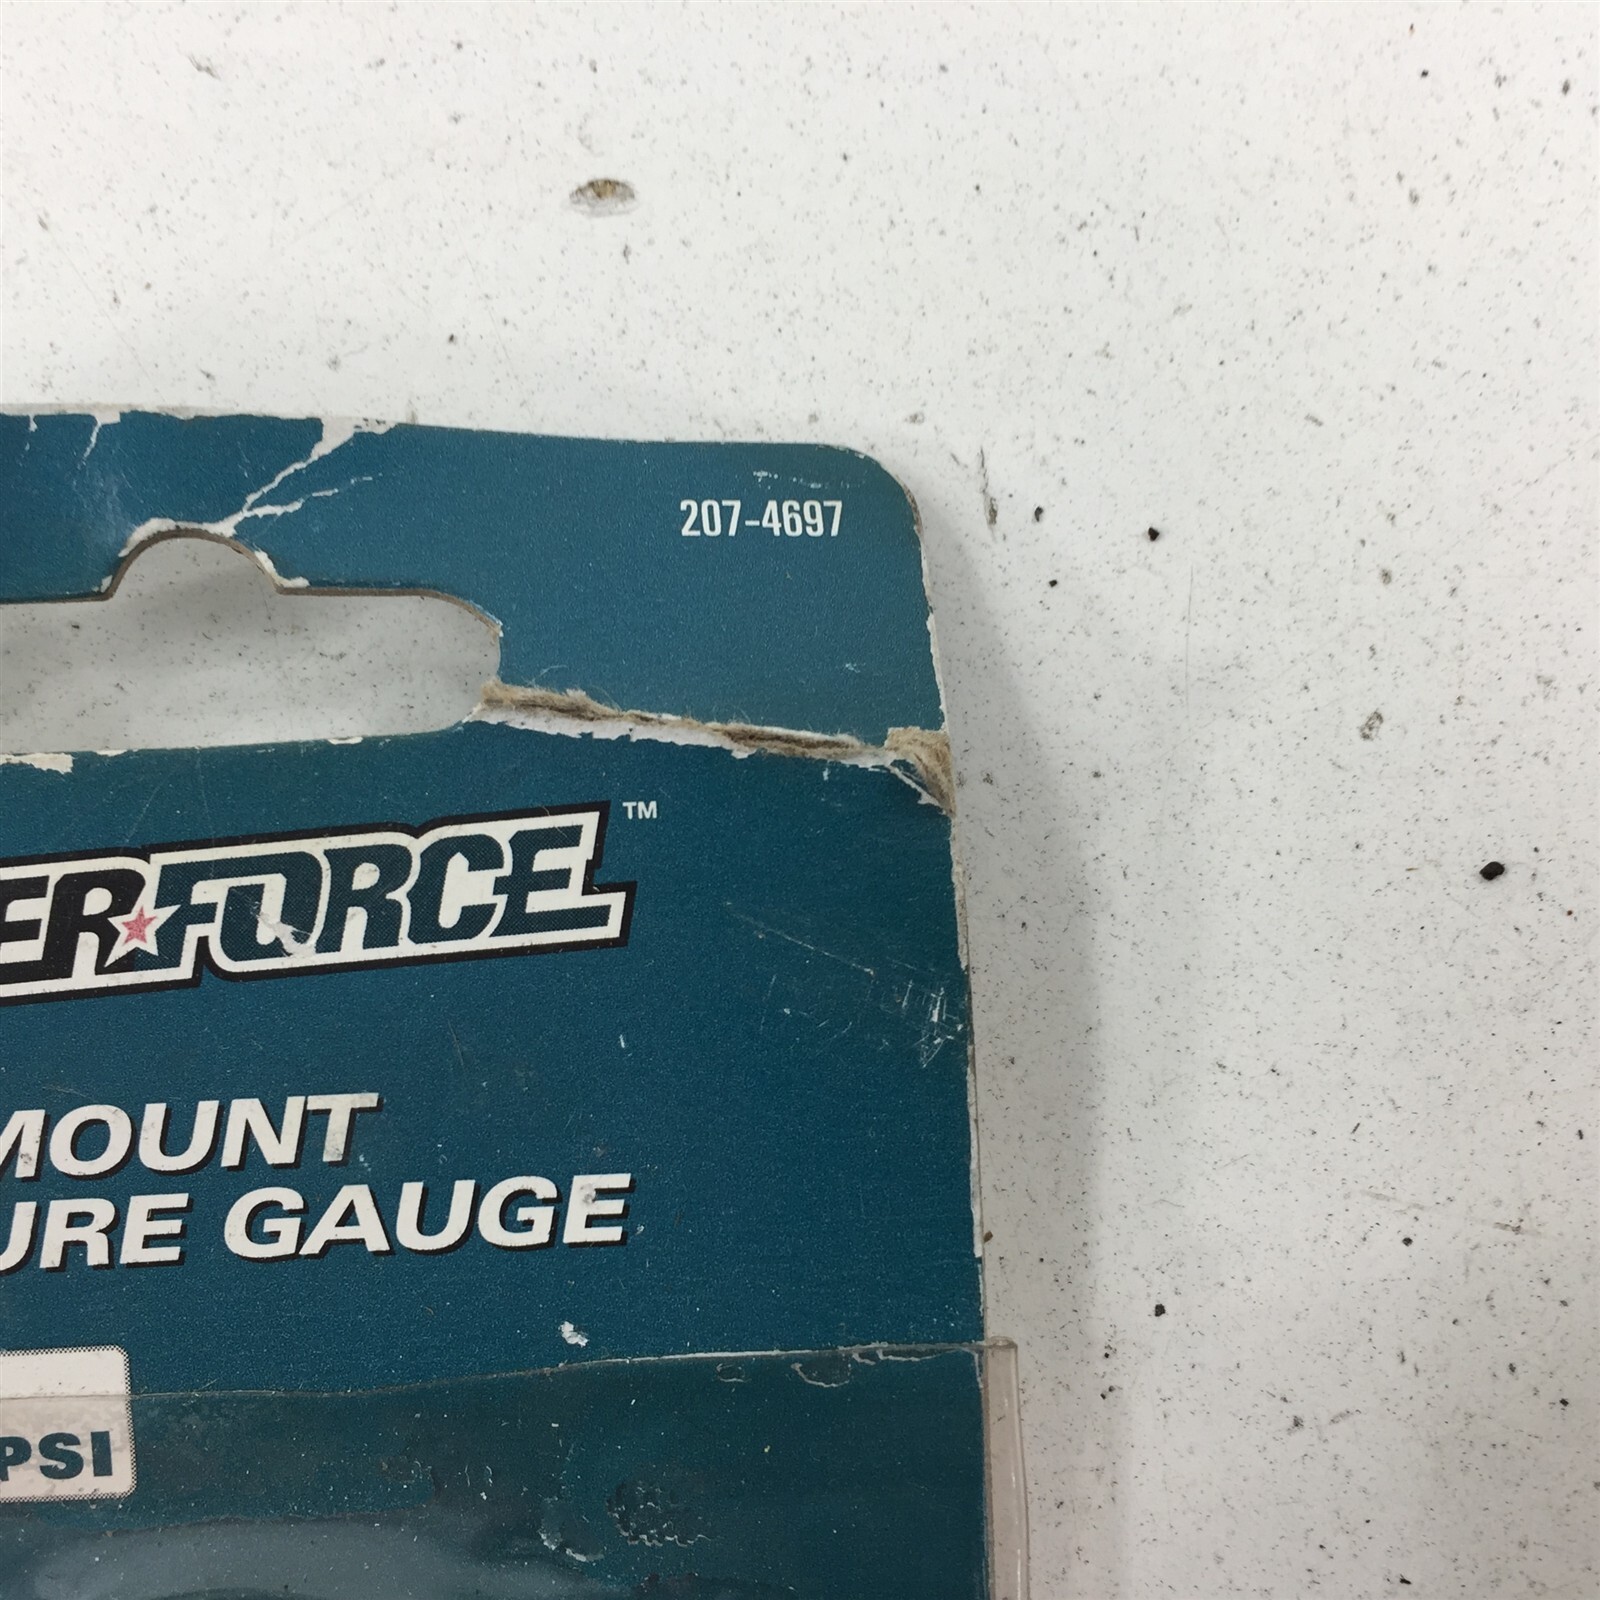 207-4697
ER★FORCE™
MOUNT
URE GAUGE
PSI